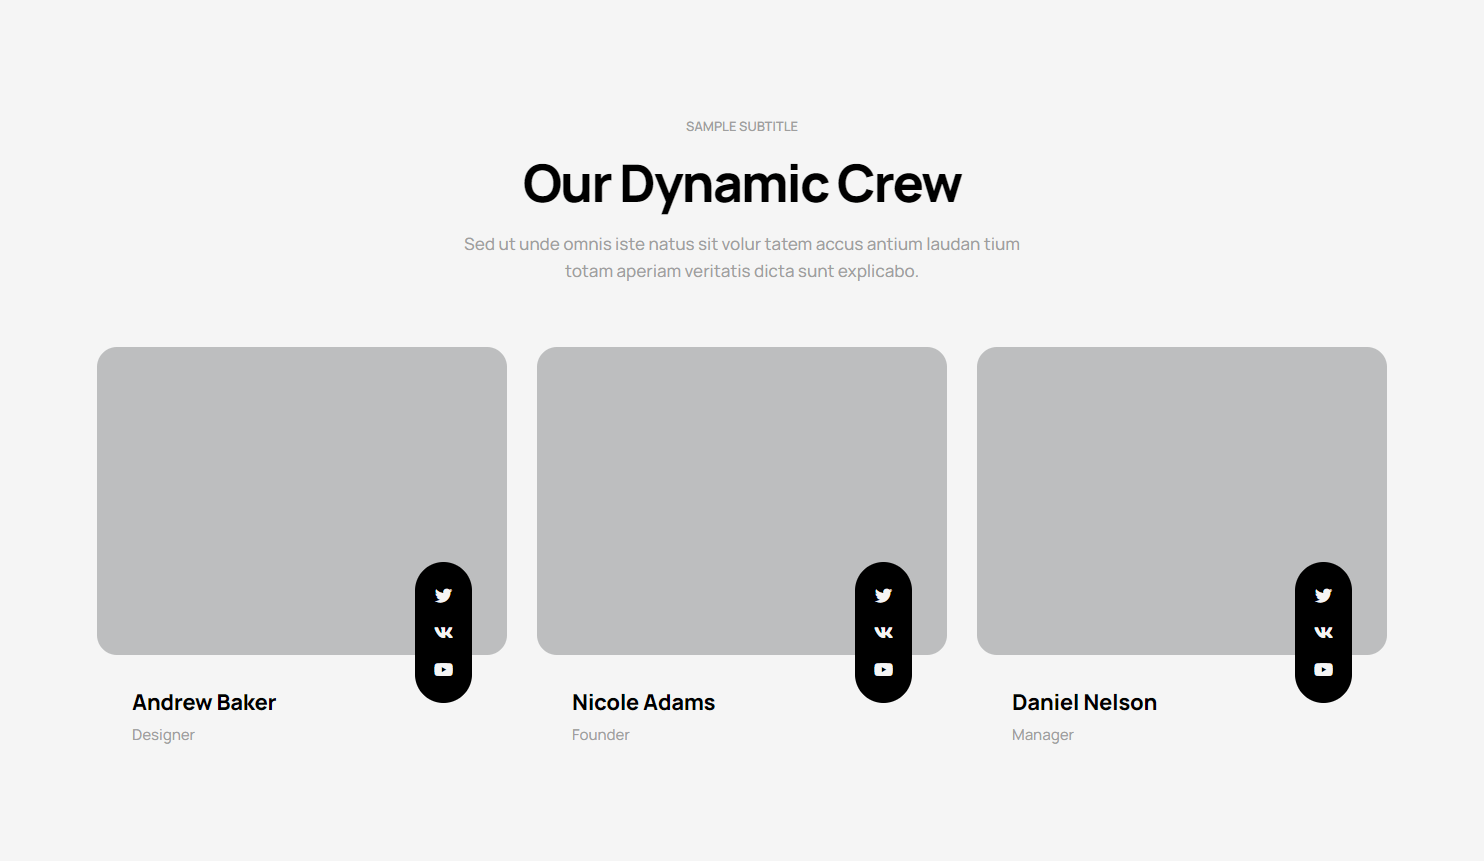 SAMPLE SUBTITLE
Our Dynamic Crew
Sed ut unde omnis iste natus sit volur tatem accus antium laudan tium
totam aperiam veritatis dicta sunt explicabo.
Andrew Baker
Designer
Nicole Adams
Founder
Daniel Nelson
Manager